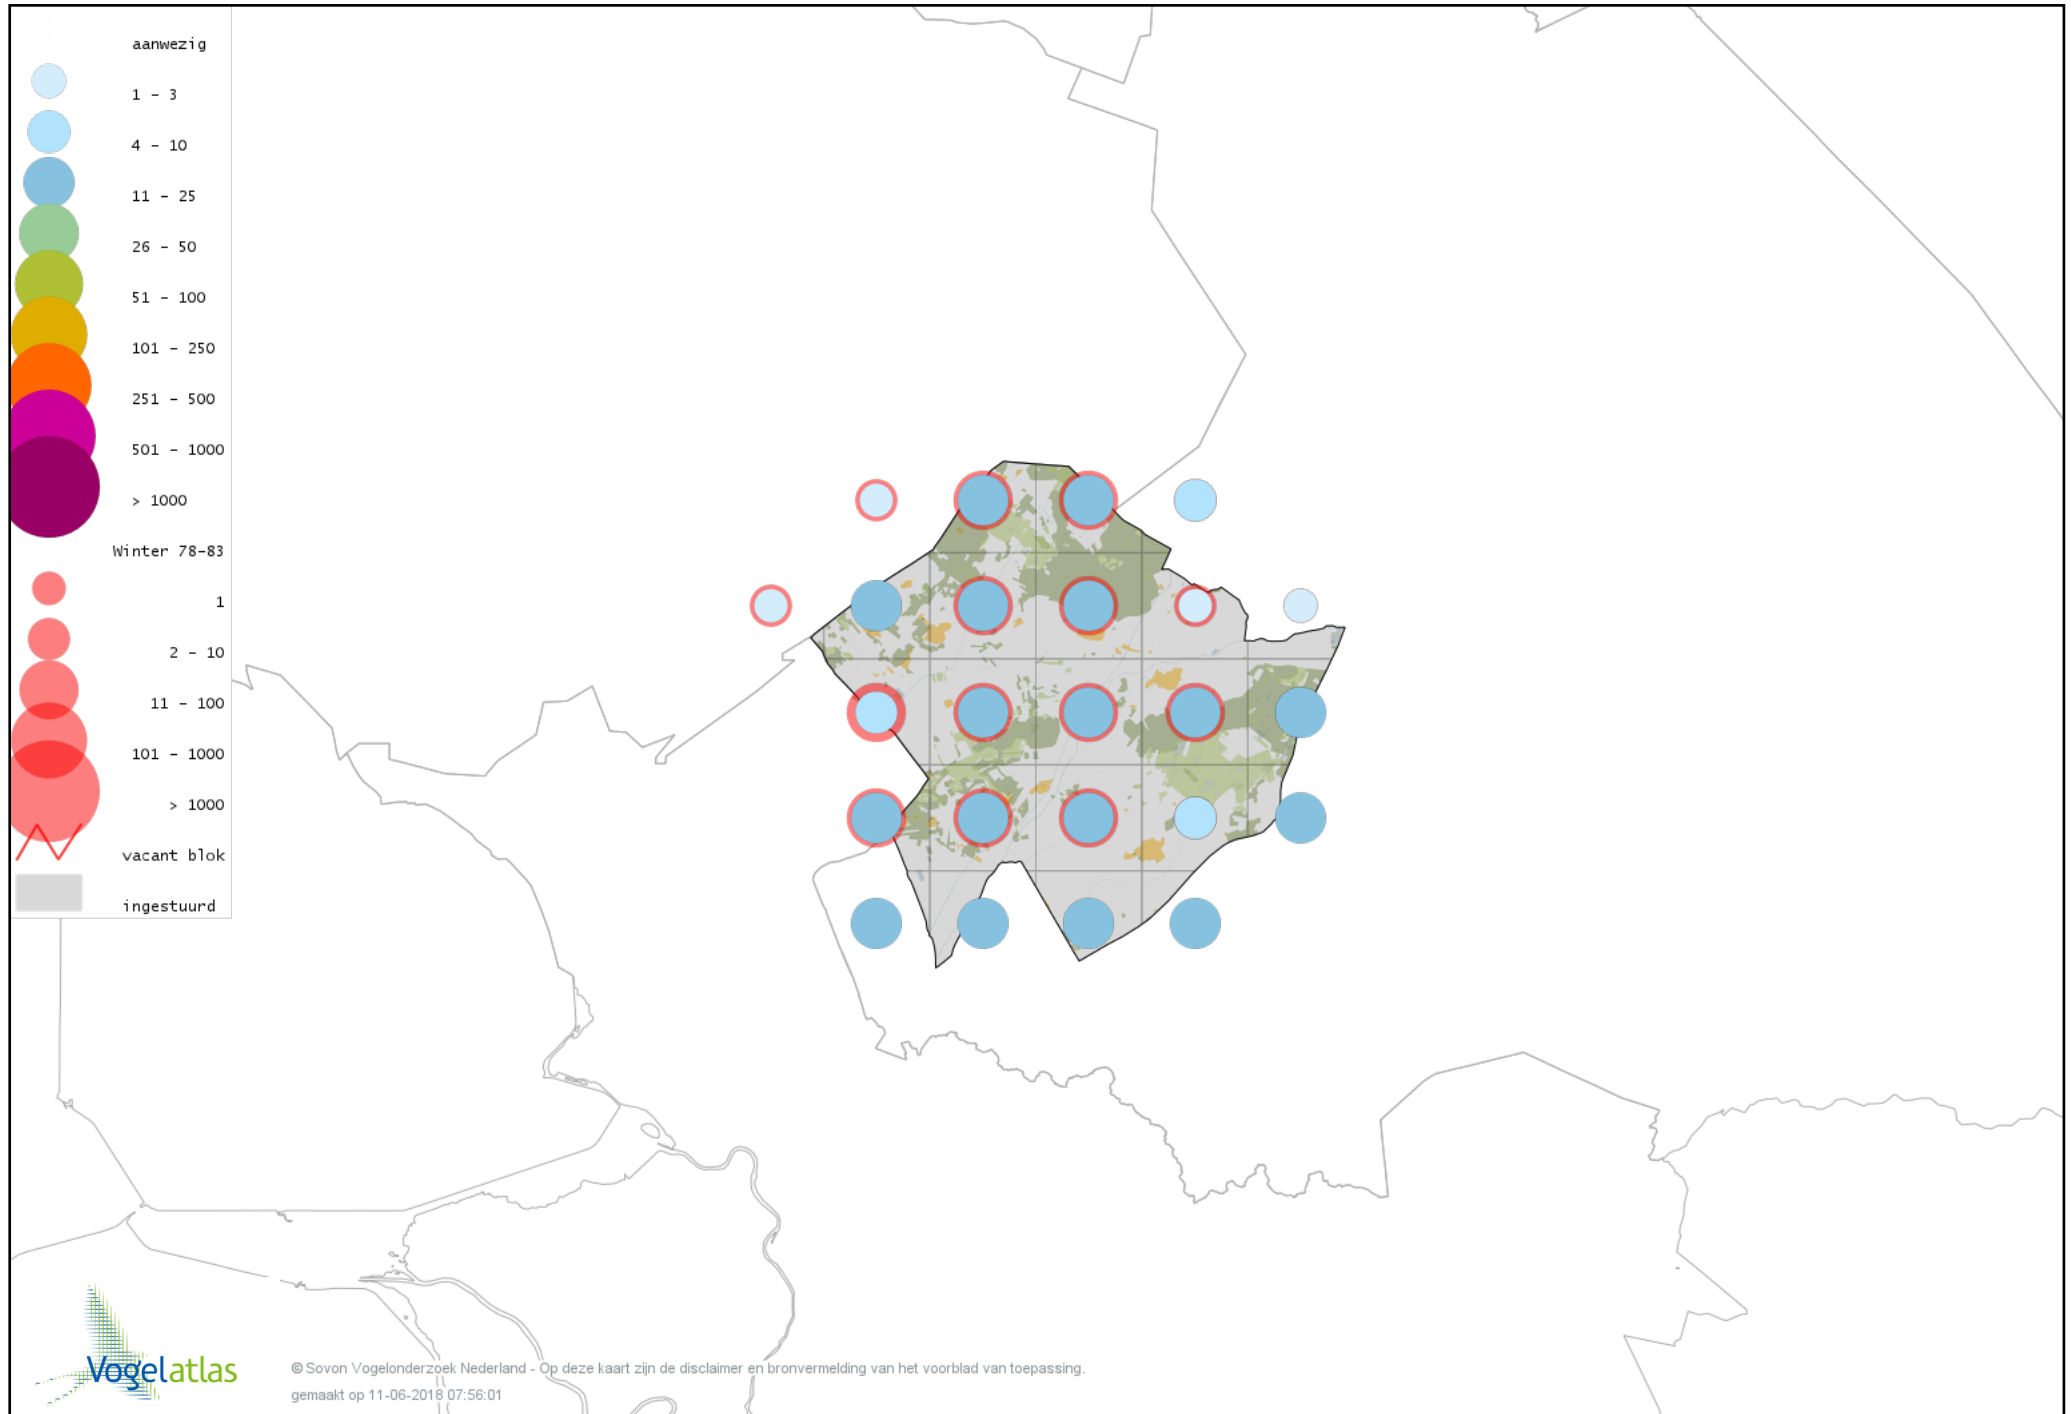 aanwezig
1 - 3
4 - 10
11 - 25
26 - 50
51 - 100
101 - 250
251 - 500
501 - 1000
> 1000
Winter 78-83
1
2 - 10
11 - 100
101 - 1000
> 1000
vacant blok
ingestuurd
Vogelatlas
© Sovon Vogelonderzoek Nederland - Op deze kaart zijn de disclaimer en bronvermelding van het voorblad van toepassing.
gemaakt op 11-06-2018 07:56:01